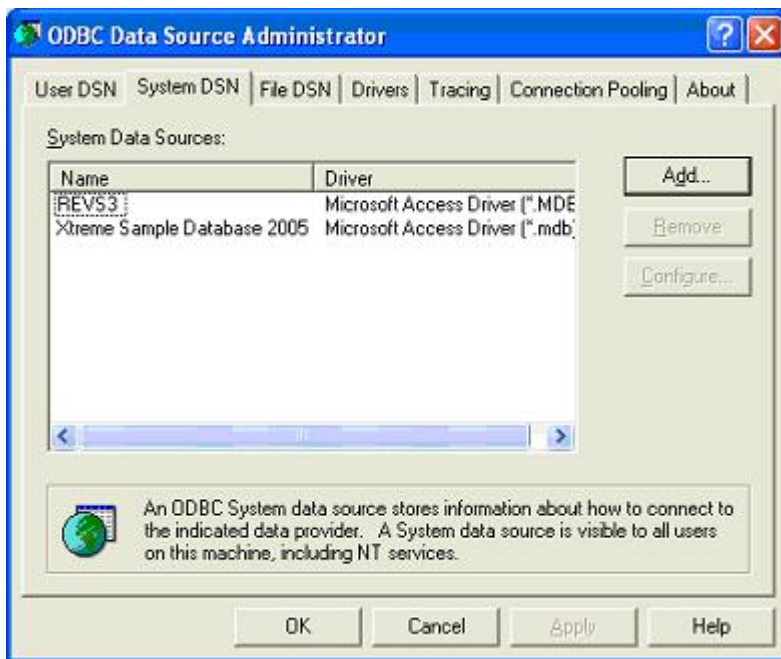 ODBC Data Source Administrator
User DSN System DSN File DSN Drivers Tracing Connection Pooling About
System Data Sources:
Name Driver
REVS3 Microsoft Access Driver (*.MDB
Xtreme Sample Database 2005 Microsoft Access Driver (*.mdb)
Add...
Remove
Configure...
An ODBC System data source stores information about how to connect to
the indicated data provider. A System data source is visible to all users
on this machine, including NT services.
OK Cancel Apply Help